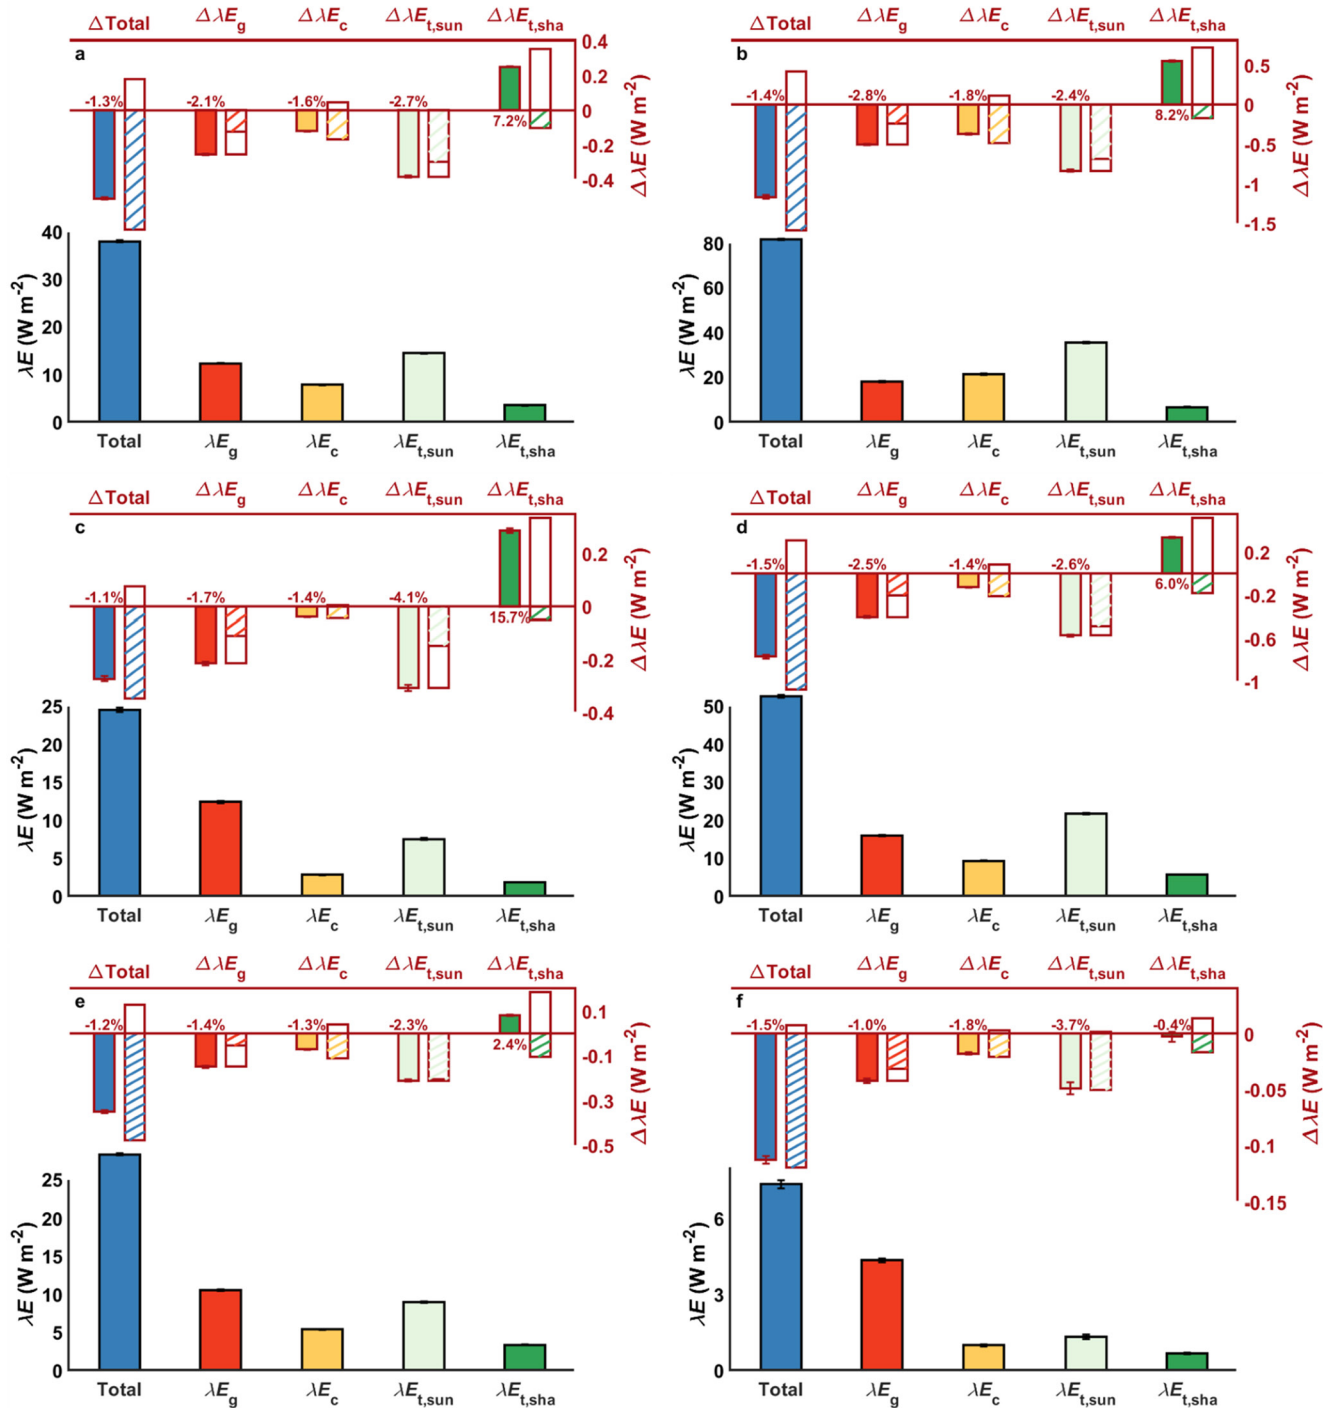 ΔTotal ΔλEg ΔλEc ΔλEt,sun ΔλEt,sha
a
0.4
0.2
0
-0.2
-0.4
ΔλE (W m-2)
-1.3% -2.1% -1.6% -2.7% 7.2%
40
30
20
10
0
λE (W m-2)
Total λEg λEc λEt,sun λEt,sha
ΔTotal ΔλEg ΔλEc ΔλEt,sun ΔλEt,sha
b
0.5
0
-0.5
-1
-1.5
ΔλE (W m-2)
-1.4% -2.8% -1.8% -2.4% 8.2%
80
60
40
20
0
λE (W m-2)
Total λEg λEc λEt,sun λEt,sha
ΔTotal ΔλEg ΔλEc ΔλEt,sun ΔλEt,sha
c
0.2
0
-0.2
-0.4
ΔλE (W m-2)
-1.1% -1.7% -1.4% -4.1% 15.7%
25
20
15
10
5
0
λE (W m-2)
Total λEg λEc λEt,sun λEt,sha
ΔTotal ΔλEg ΔλEc ΔλEt,sun ΔλEt,sha
d
0.2
-0.2
-0.6
-1
ΔλE (W m-2)
-1.5% -2.5% -1.4% -2.6% 6.0%
50
40
30
20
10
0
λE (W m-2)
Total λEg λEc λEt,sun λEt,sha
ΔTotal ΔλEg ΔλEc ΔλEt,sun ΔλEt,sha
e
0.1
-0.1
-0.3
-0.5
ΔλE (W m-2)
-1.2% -1.4% -1.3% -2.3% 2.4%
25
20
15
10
5
0
λE (W m-2)
Total λEg λEc λEt,sun λEt,sha
ΔTotal ΔλEg ΔλEc ΔλEt,sun ΔλEt,sha
f
0
-0.05
-0.1
-0.15
ΔλE (W m-2)
-1.5% -1.0% -1.8% -3.7% -0.4%
6
3
0
λE (W m-2)
Total λEg λEc λEt,sun λEt,sha